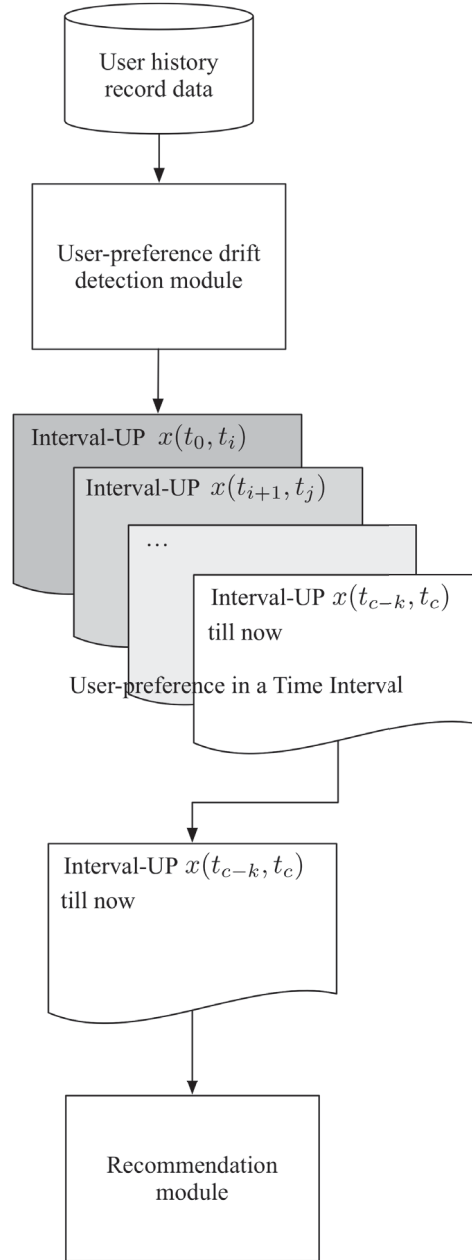 User history
record data
User-preference drift
detection module
Interval-UP x(t_0, t_i)
Interval-UP x(t_{i+1}, t_j)
...
Interval-UP x(t_{c-k}, t_c)
till now
User-preference in a Time Interval
Interval-UP x(t_{c-k}, t_c)
till now
Recommendation
module